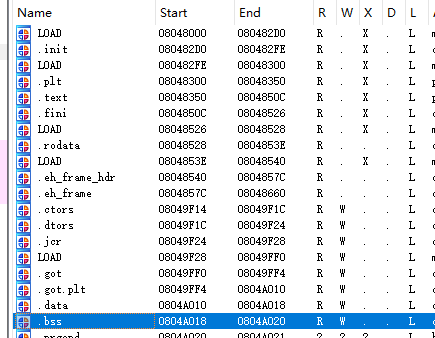 Name Start End R W X D L
LOAD 08048000 080482D0 R . X . L
.init 080482D0 080482FE R . X . L
LOAD 080482FE 08048300 R . X . L
.plt 08048300 08048350 R . X . L
.text 08048350 0804850C R . X . L
.fini 0804850C 08048526 R . X . L
LOAD 08048526 08048528 R . X . L
.rodata 08048528 0804853E R . . . L
LOAD 0804853E 08048540 R . X . L
.eh_frame_hdr 08048540 0804857C R . . . L
.eh_frame 0804857C 08048660 R . . . L
.ctors 08049F14 08049F1C R W . . L
.dtors 08049F1C 08049F24 R W . . L
.jcr 08049F24 08049F28 R W . . L
LOAD 08049F28 08049FF0 R W . . L
.got 08049FF0 08049FF4 R W . . L
.got.plt 08049FF4 0804A010 R W . . L
.data 0804A010 0804A018 R W . . L
.bss 0804A018 0804A020 R W . . L
0804A020 0804A021 ? ? ? . L